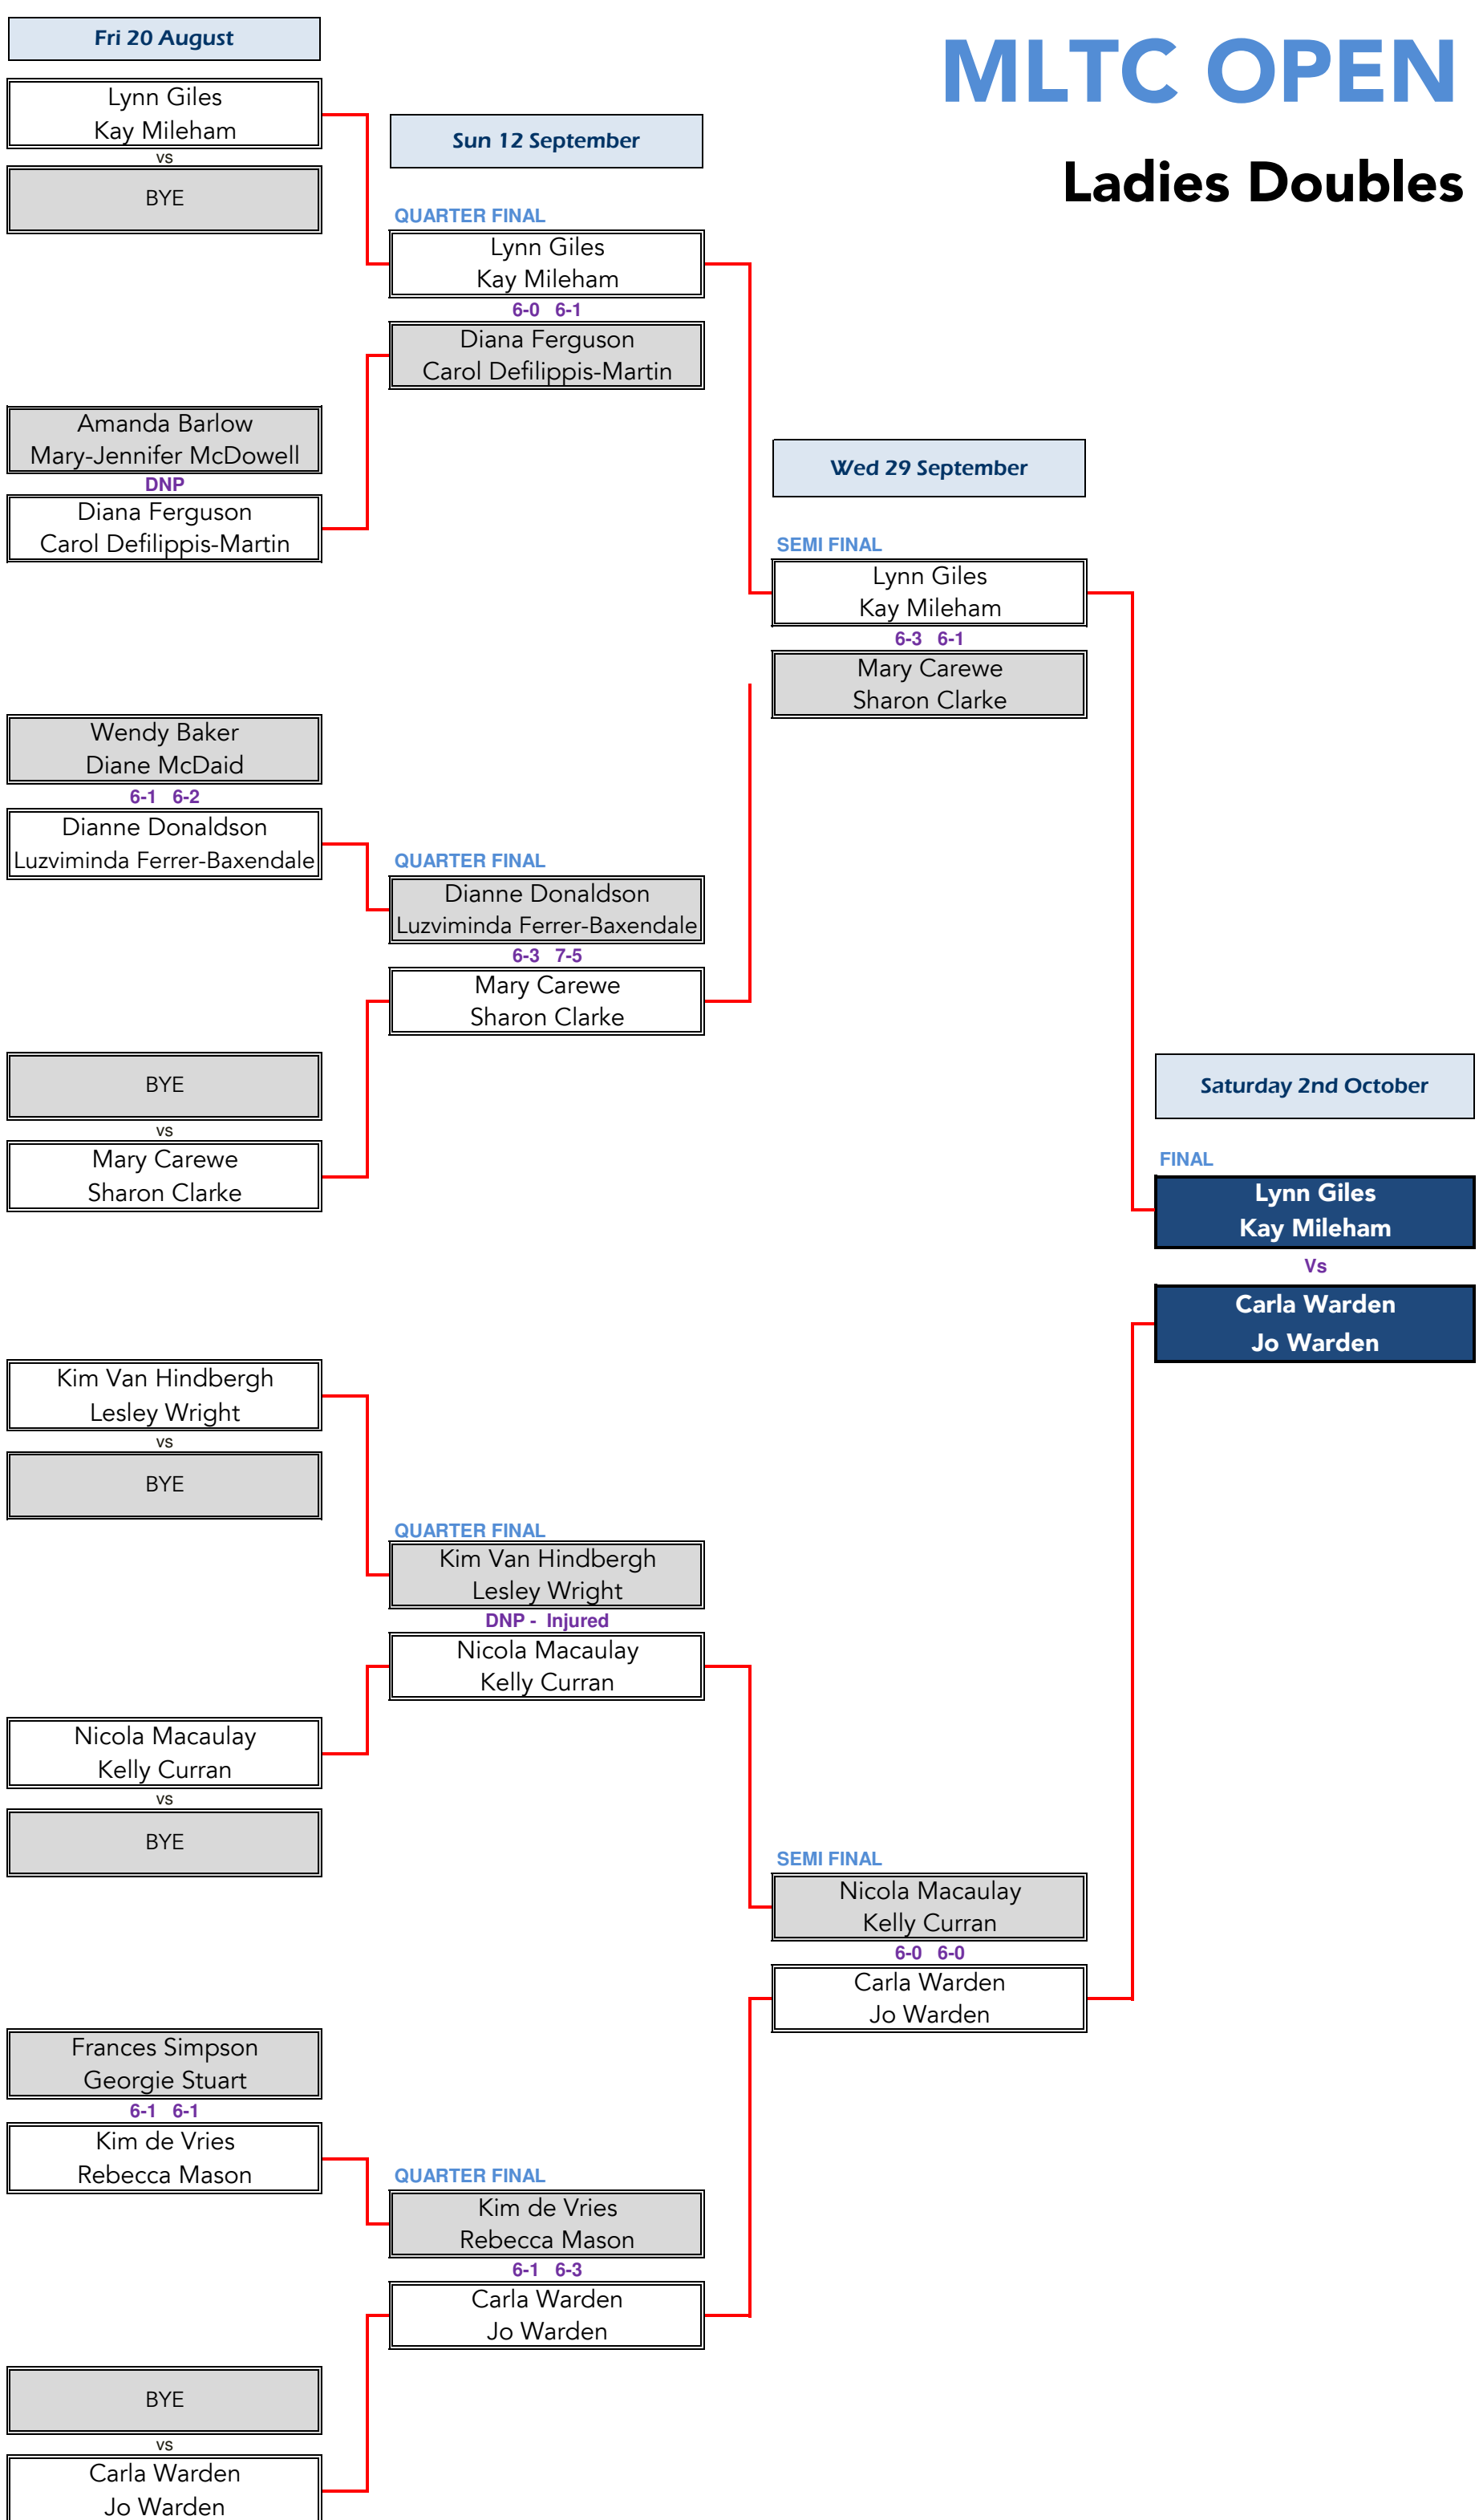 MLTC OPEN
Ladies Doubles
Fri 20 August
Lynn Giles
Kay Mileham
vs
BYE
Amanda Barlow
Mary-Jennifer McDowell
DNP
Diana Ferguson
Carol Defilippis-Martin
Wendy Baker
Diane McDaid
6-1 6-2
Dianne Donaldson
Luzviminda Ferrer-Baxendale
BYE
vs
Mary Carewe
Sharon Clarke
Kim Van Hindbergh
Lesley Wright
vs
BYE
Nicola Macaulay
Kelly Curran
vs
BYE
Frances Simpson
Georgie Stuart
6-1 6-1
Kim de Vries
Rebecca Mason
BYE
vs
Carla Warden
Jo Warden
Sun 12 September
QUARTER FINAL
Lynn Giles
Kay Mileham
6-0 6-1
Diana Ferguson
Carol Defilippis-Martin
QUARTER FINAL
Dianne Donaldson
Luzviminda Ferrer-Baxendale
6-3 7-5
Mary Carewe
Sharon Clarke
QUARTER FINAL
Kim Van Hindbergh
Lesley Wright
DNP - Injured
Nicola Macaulay
Kelly Curran
QUARTER FINAL
Kim de Vries
Rebecca Mason
6-1 6-3
Carla Warden
Jo Warden
Wed 29 September
SEMI FINAL
Lynn Giles
Kay Mileham
6-3 6-1
Mary Carewe
Sharon Clarke
SEMI FINAL
Nicola Macaulay
Kelly Curran
6-0 6-0
Carla Warden
Jo Warden
Saturday 2nd October
FINAL
Lynn Giles
Kay Mileham
Vs
Carla Warden
Jo Warden